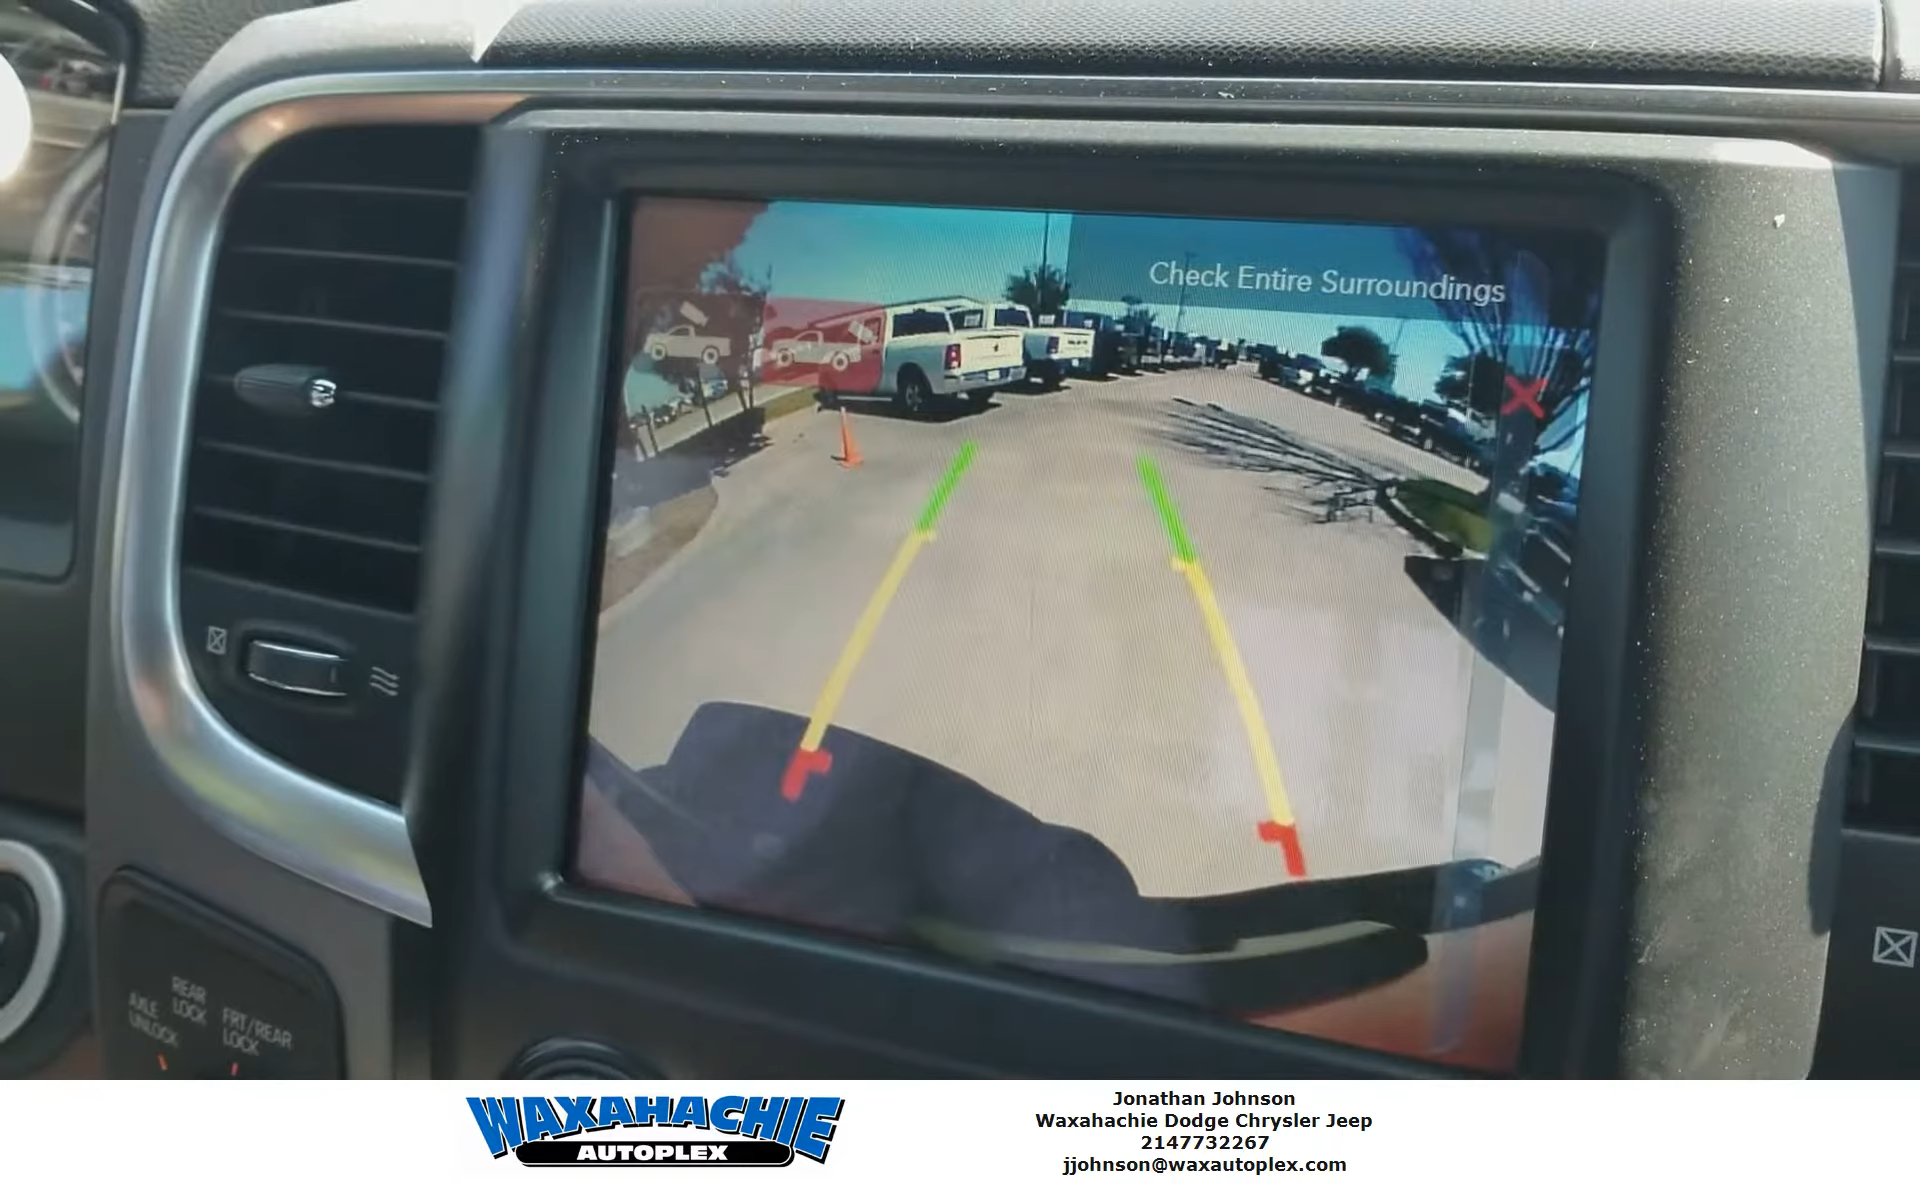 Check Entire Surroundings
REAR
LOCK
AXLE
UNLOCK
FRT/REAR
LOCK
WAXAHACHIE
AUTOPLEX
Jonathan Johnson
Waxahachie Dodge Chrysler Jeep
2147732267
jjohnson@waxautoplex.com